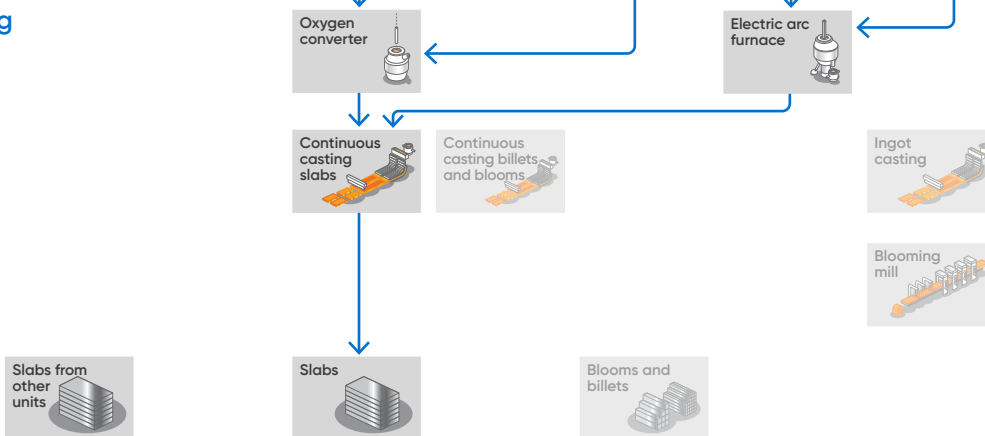 Oxygen
converter
Electric arc
furnace
Continuous
casting
slabs
Continuous
casting billets
and blooms
Ingot
casting
Blooming
mill
Slabs from
other
units
Slabs
Blooms and
billets